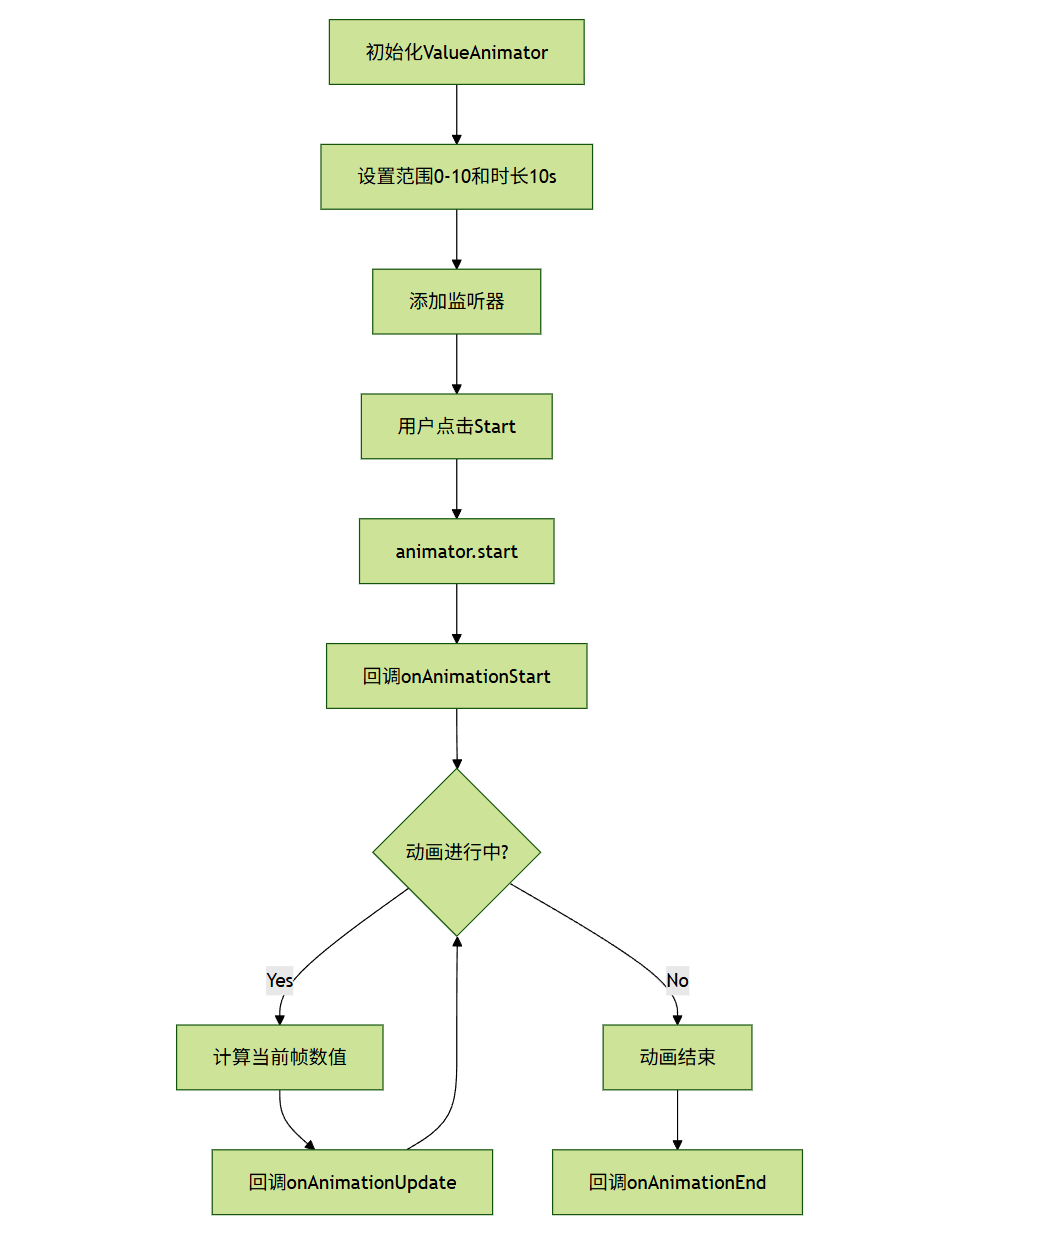 初始化ValueAnimator
设置范围0-10和时长10s
添加监听器
用户点击Start
animator.start
回调onAnimationStart
动画进行中?
Yes
No
计算当前帧数值
动画结束
回调onAnimationUpdate
回调onAnimationEnd